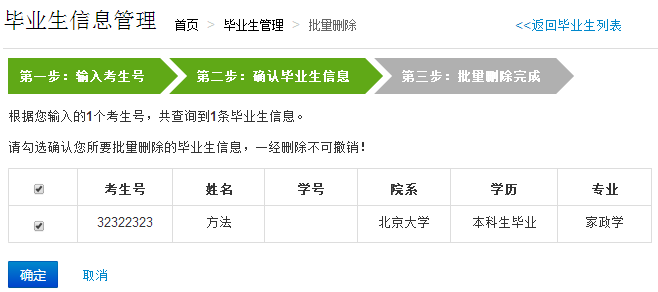 毕业生信息管理 首页 > 毕业生管理 > 批量删除 <<返回毕业生列表
第一步：输入考生号 第二步：确认毕业生信息 第三步：批量删除完成
根据您输入的1个考生号，共查询到1条毕业生信息。
请勾选确认您所要批量删除的毕业生信息，一经删除不可撤销！
考生号 姓名 学号 院系 学历 专业
32322323 方法 北京大学 本科生毕业 家政学
确定 取消